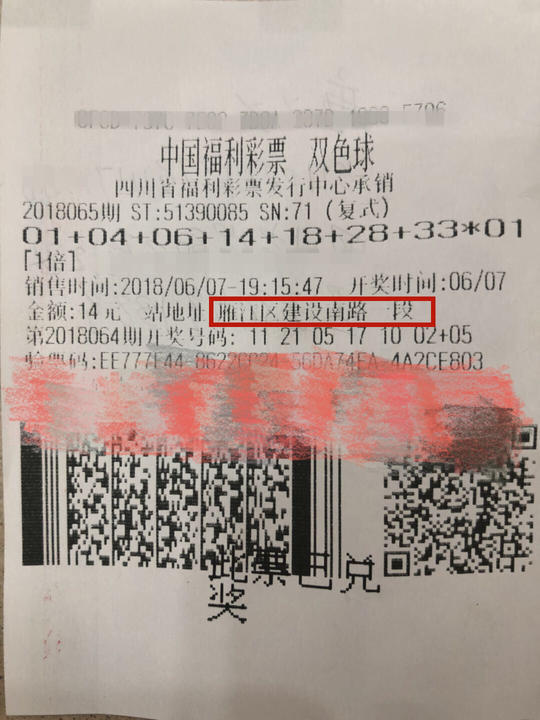 中国福利彩票 双色球
四川省福利彩票发行中心承销
2018065期 ST:51390085 SN:71 (复式)
01+04+06+14+18+28+33*01
[1倍]
销售时间:2018/06/07-19:15:47 开奖时间:06/07
金额:14元 站地址 雁江区建设南路一段
第2018064期开奖号码: 11 21 05 17 10 02+05
验票码:EE777F44- -4A2CE803
此票已兑
奖